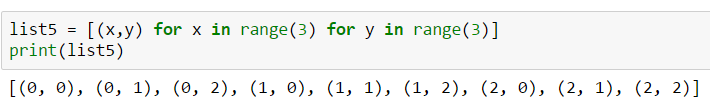 list5 = [(x,y) for x in range(3) for y in range(3)]
print(list5)
[(0, 0), (0, 1), (0, 2), (1, 0), (1, 1), (1, 2), (2, 0), (2, 1), (2, 2)]